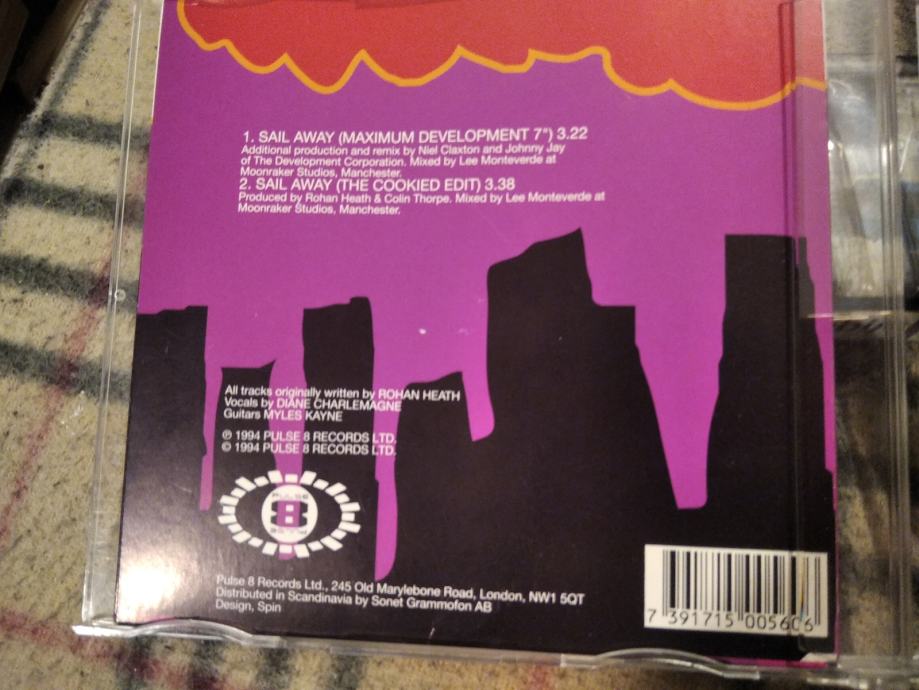 1. SAIL AWAY (MAXIMUM DEVELOPMENT 7") 3.22
Additional production and remix by Niel Claxton and Johnny Jay
of The Development Corporation. Mixed by Lee Monteverde at
Moonraker Studios, Manchester.
2. SAIL AWAY (THE COOKIED EDIT) 3.38
Produced by Rohan Heath & Colin Thorpe. Mixed by Lee Monteverde at
Moonraker Studios, Manchester.
All tracks originally written by ROHAN HEATH
Vocals by DIANE CHARLEMAGNE
Guitars MYLES KAYNE
℗ 1994 PULSE 8 RECORDS LTD.
© 1994 PULSE 8 RECORDS LTD.
PULSE
8
Pulse 8 Records Ltd., 245 Old Marylebone Road, London, NW1 5QT
Distributed in Scandinavia by Sonet Grammofon AB
Design, Spin
7 391715 005606